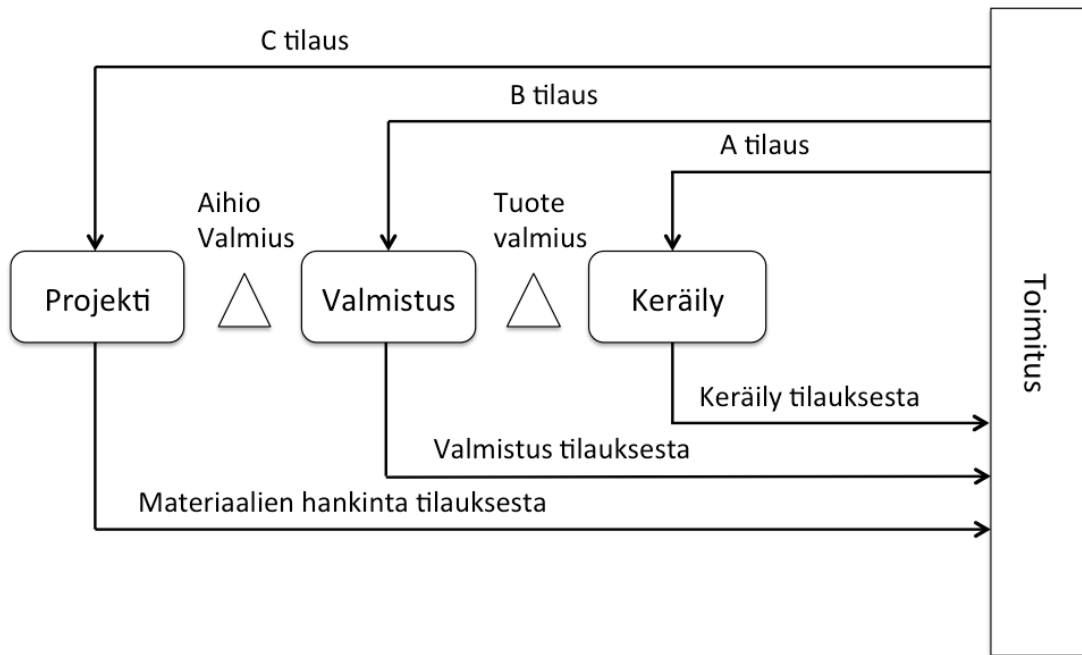 C tilaus
B tilaus
A tilaus
Aihio
Valmius
Tuote
valmius
Projekti
Valmistus
Keräily
Toimitus
Keräily tilauksesta
Valmistus tilauksesta
Materiaalien hankinta tilauksesta